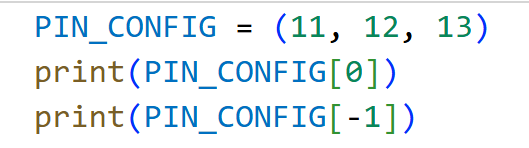 PIN_CONFIG = (11, 12, 13)
print(PIN_CONFIG[0])
print(PIN_CONFIG[-1])